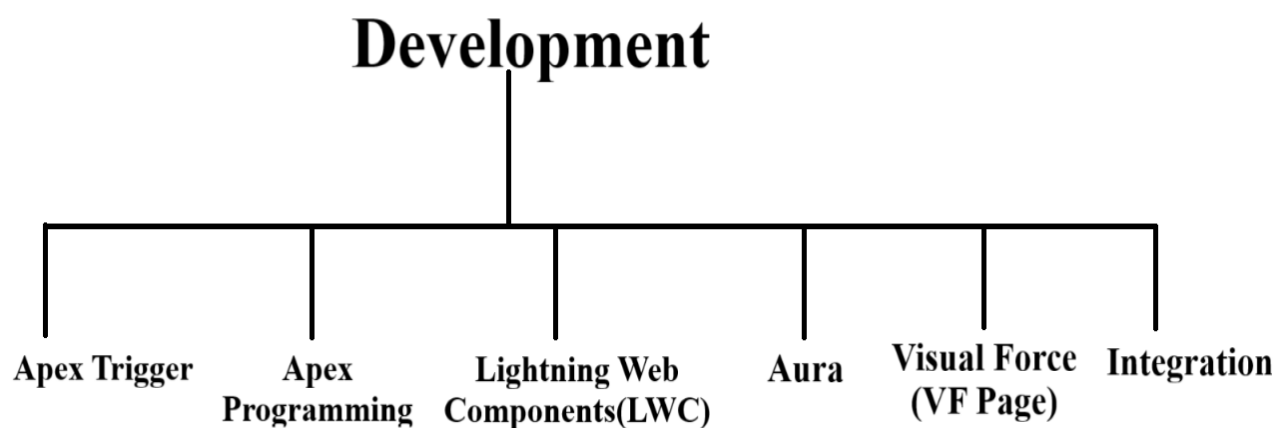 Development
Apex Trigger
Apex
Programming
Lightning Web
Components(LWC)
Aura
Visual Force
(VF Page)
Integration